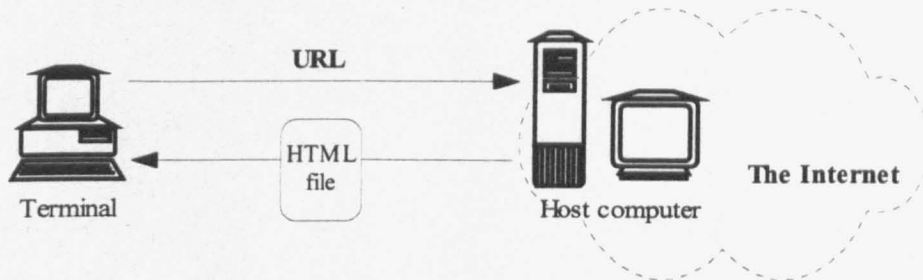 URL
HTML
file
Terminal
Host computer
The Internet